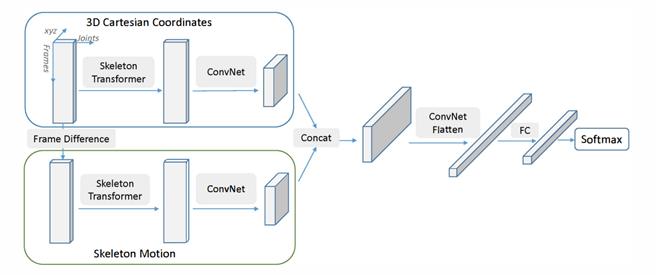 3D Cartesian Coordinates
xyz
Joints
Frames
Skeleton
Transformer
ConvNet
Frame Difference
Skeleton
Transformer
ConvNet
Skeleton Motion
Concat
ConvNet
Flatten
FC
Softmax